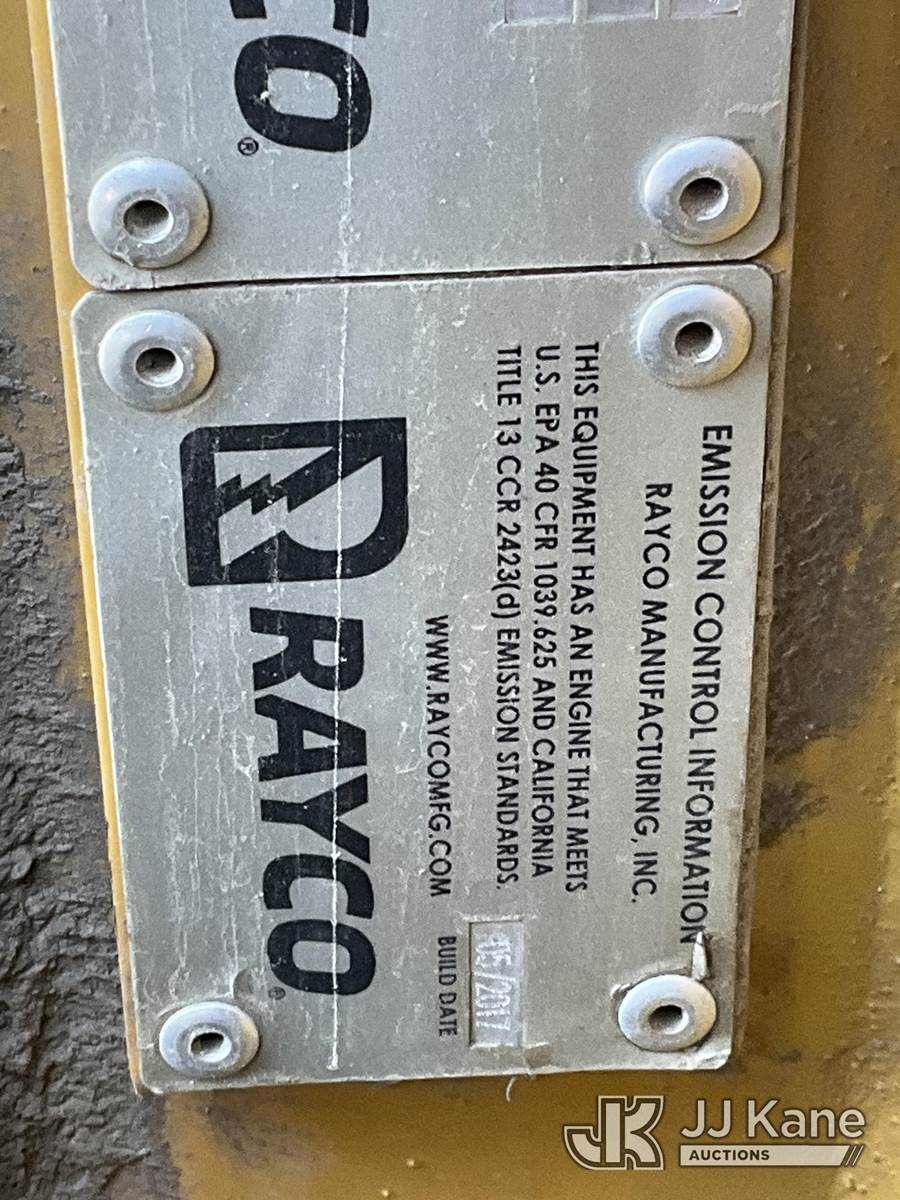 CO®
EMISSION CONTROL INFORMATION
RAYCO MANUFACTURING, INC.
THIS EQUIPMENT HAS AN ENGINE THAT MEETS
U.S. EPA 40 CFR 1039.625 AND CALIFORNIA
TITLE 13 CCR 2423(d) EMISSION STANDARDS.
05/2017
WWW.RAYCOMFG.COM
BUILD DATE
R RAYCO®
JK JJ Kane
AUCTIONS